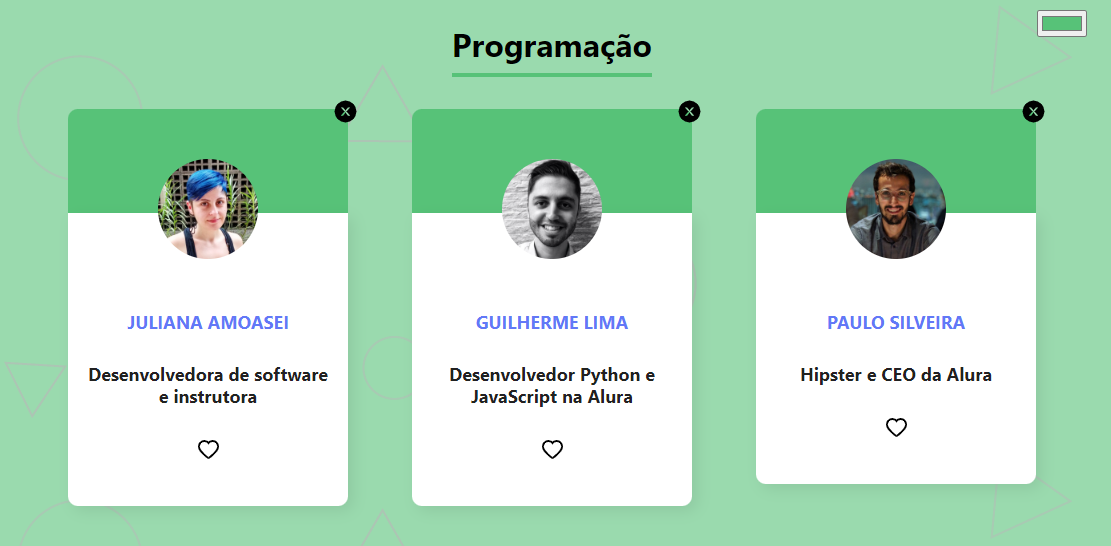 Programação
X
X
X
JULIANA AMOASEI
Desenvolvedora de software
e instrutora
GUILHERME LIMA
Desenvolvedor Python e
JavaScript na Alura
PAULO SILVEIRA
Hipster e CEO da Alura